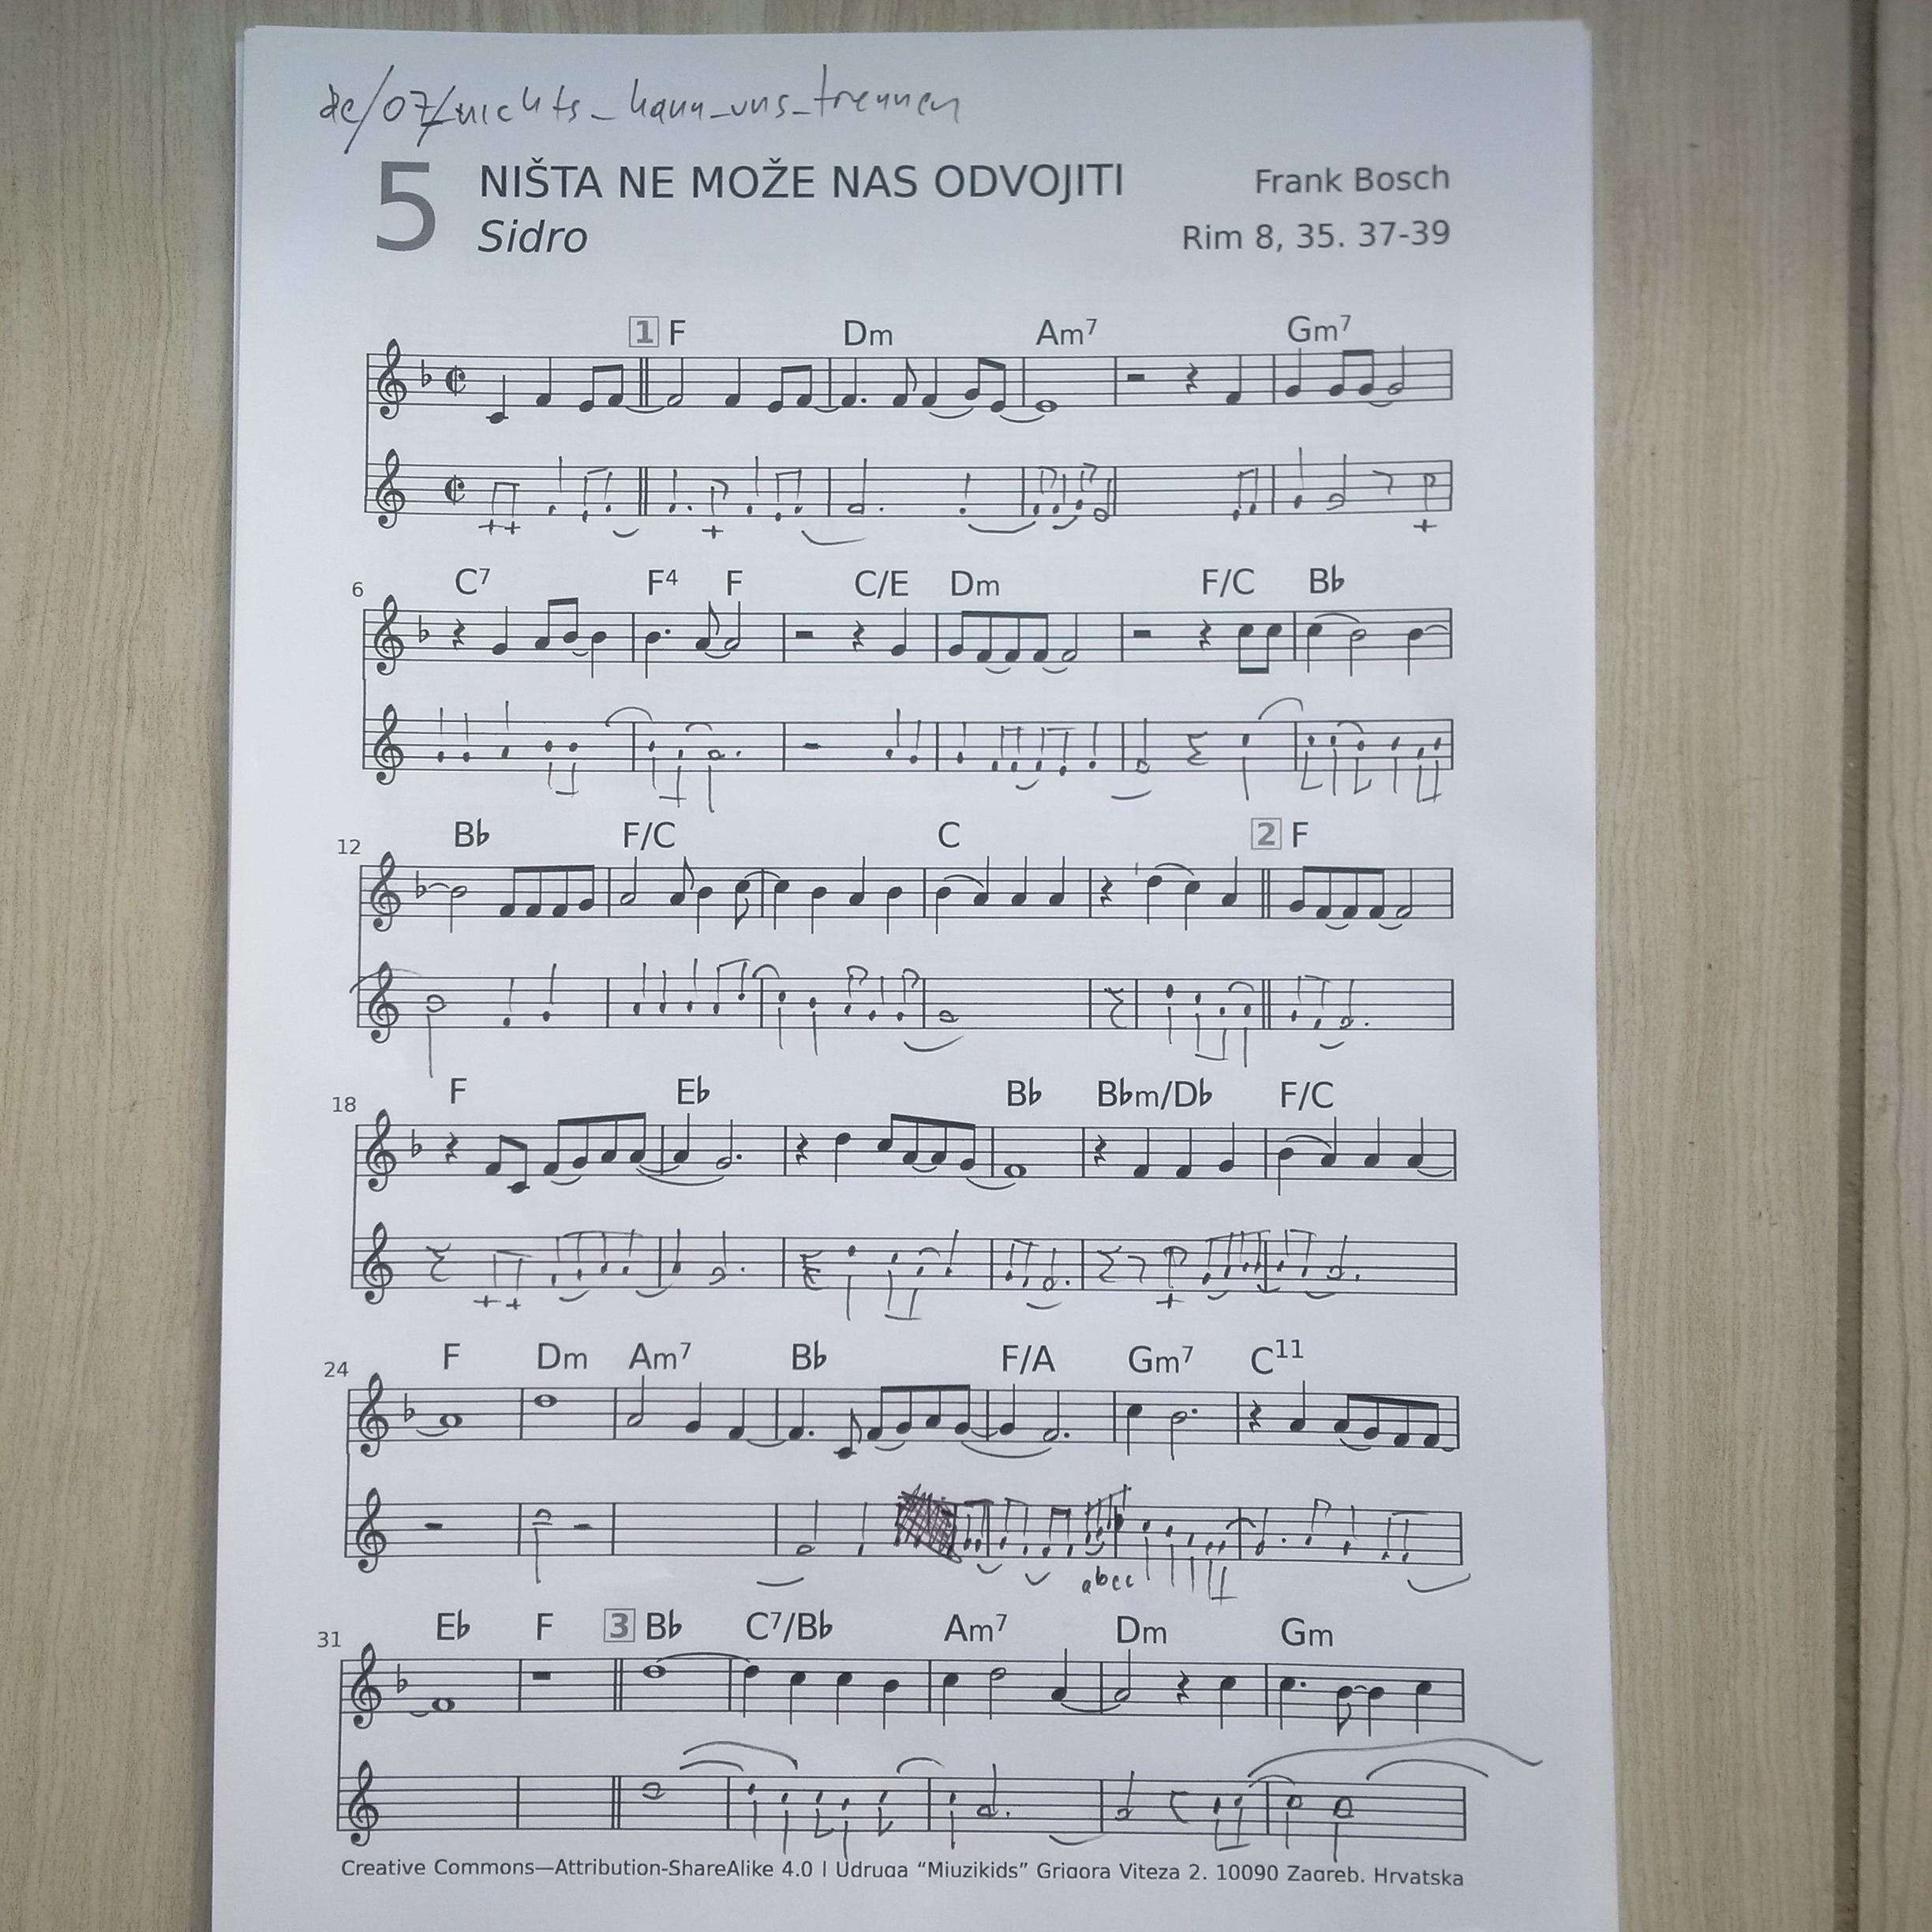 de/07/nichts_kann_uns_trennen
5 NIŠTA NE MOŽE NAS ODVOJITI Frank Bosch
Sidro Rim 8, 35. 37-39
1 F Dm Am7 Gm7
6 C7 F4 F C/E Dm F/C B♭
12 B♭ F/C C 2 F
18 F E♭ B♭ B♭m/D♭ F/C
24 F Dm Am7 B♭ F/A Gm7 C11
abcc
31 E♭ F 3 B♭ C7/B♭ Am7 Dm Gm
Creative Commons—Attribution-ShareAlike 4.0 | Udruga “Miuzikids” Grigora Viteza 2. 10090 Zagreb. Hrvatska